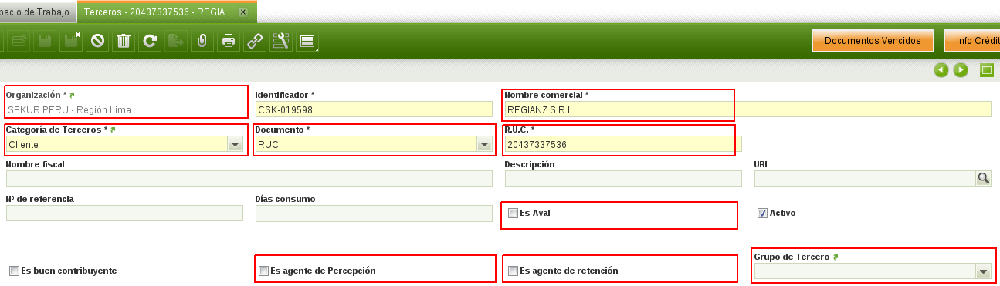 pacio de Trabajo
Terceros - 20437337536 - REGIA...
Documentos Vencidos
Info Crédit
Organización *
Identificador *
Nombre comercial *
SEKUR PERU - Región Lima
CSK-019598
REGIANZ S.R.L
Categoría de Terceros *
Documento *
R.U.C. *
Cliente
RUC
20437337536
Nombre fiscal
Descripción
URL
Nº de referencia
Días consumo
Es Aval
Activo
Grupo de Tercero
Es buen contribuyente
Es agente de Percepción
Es agente de retención